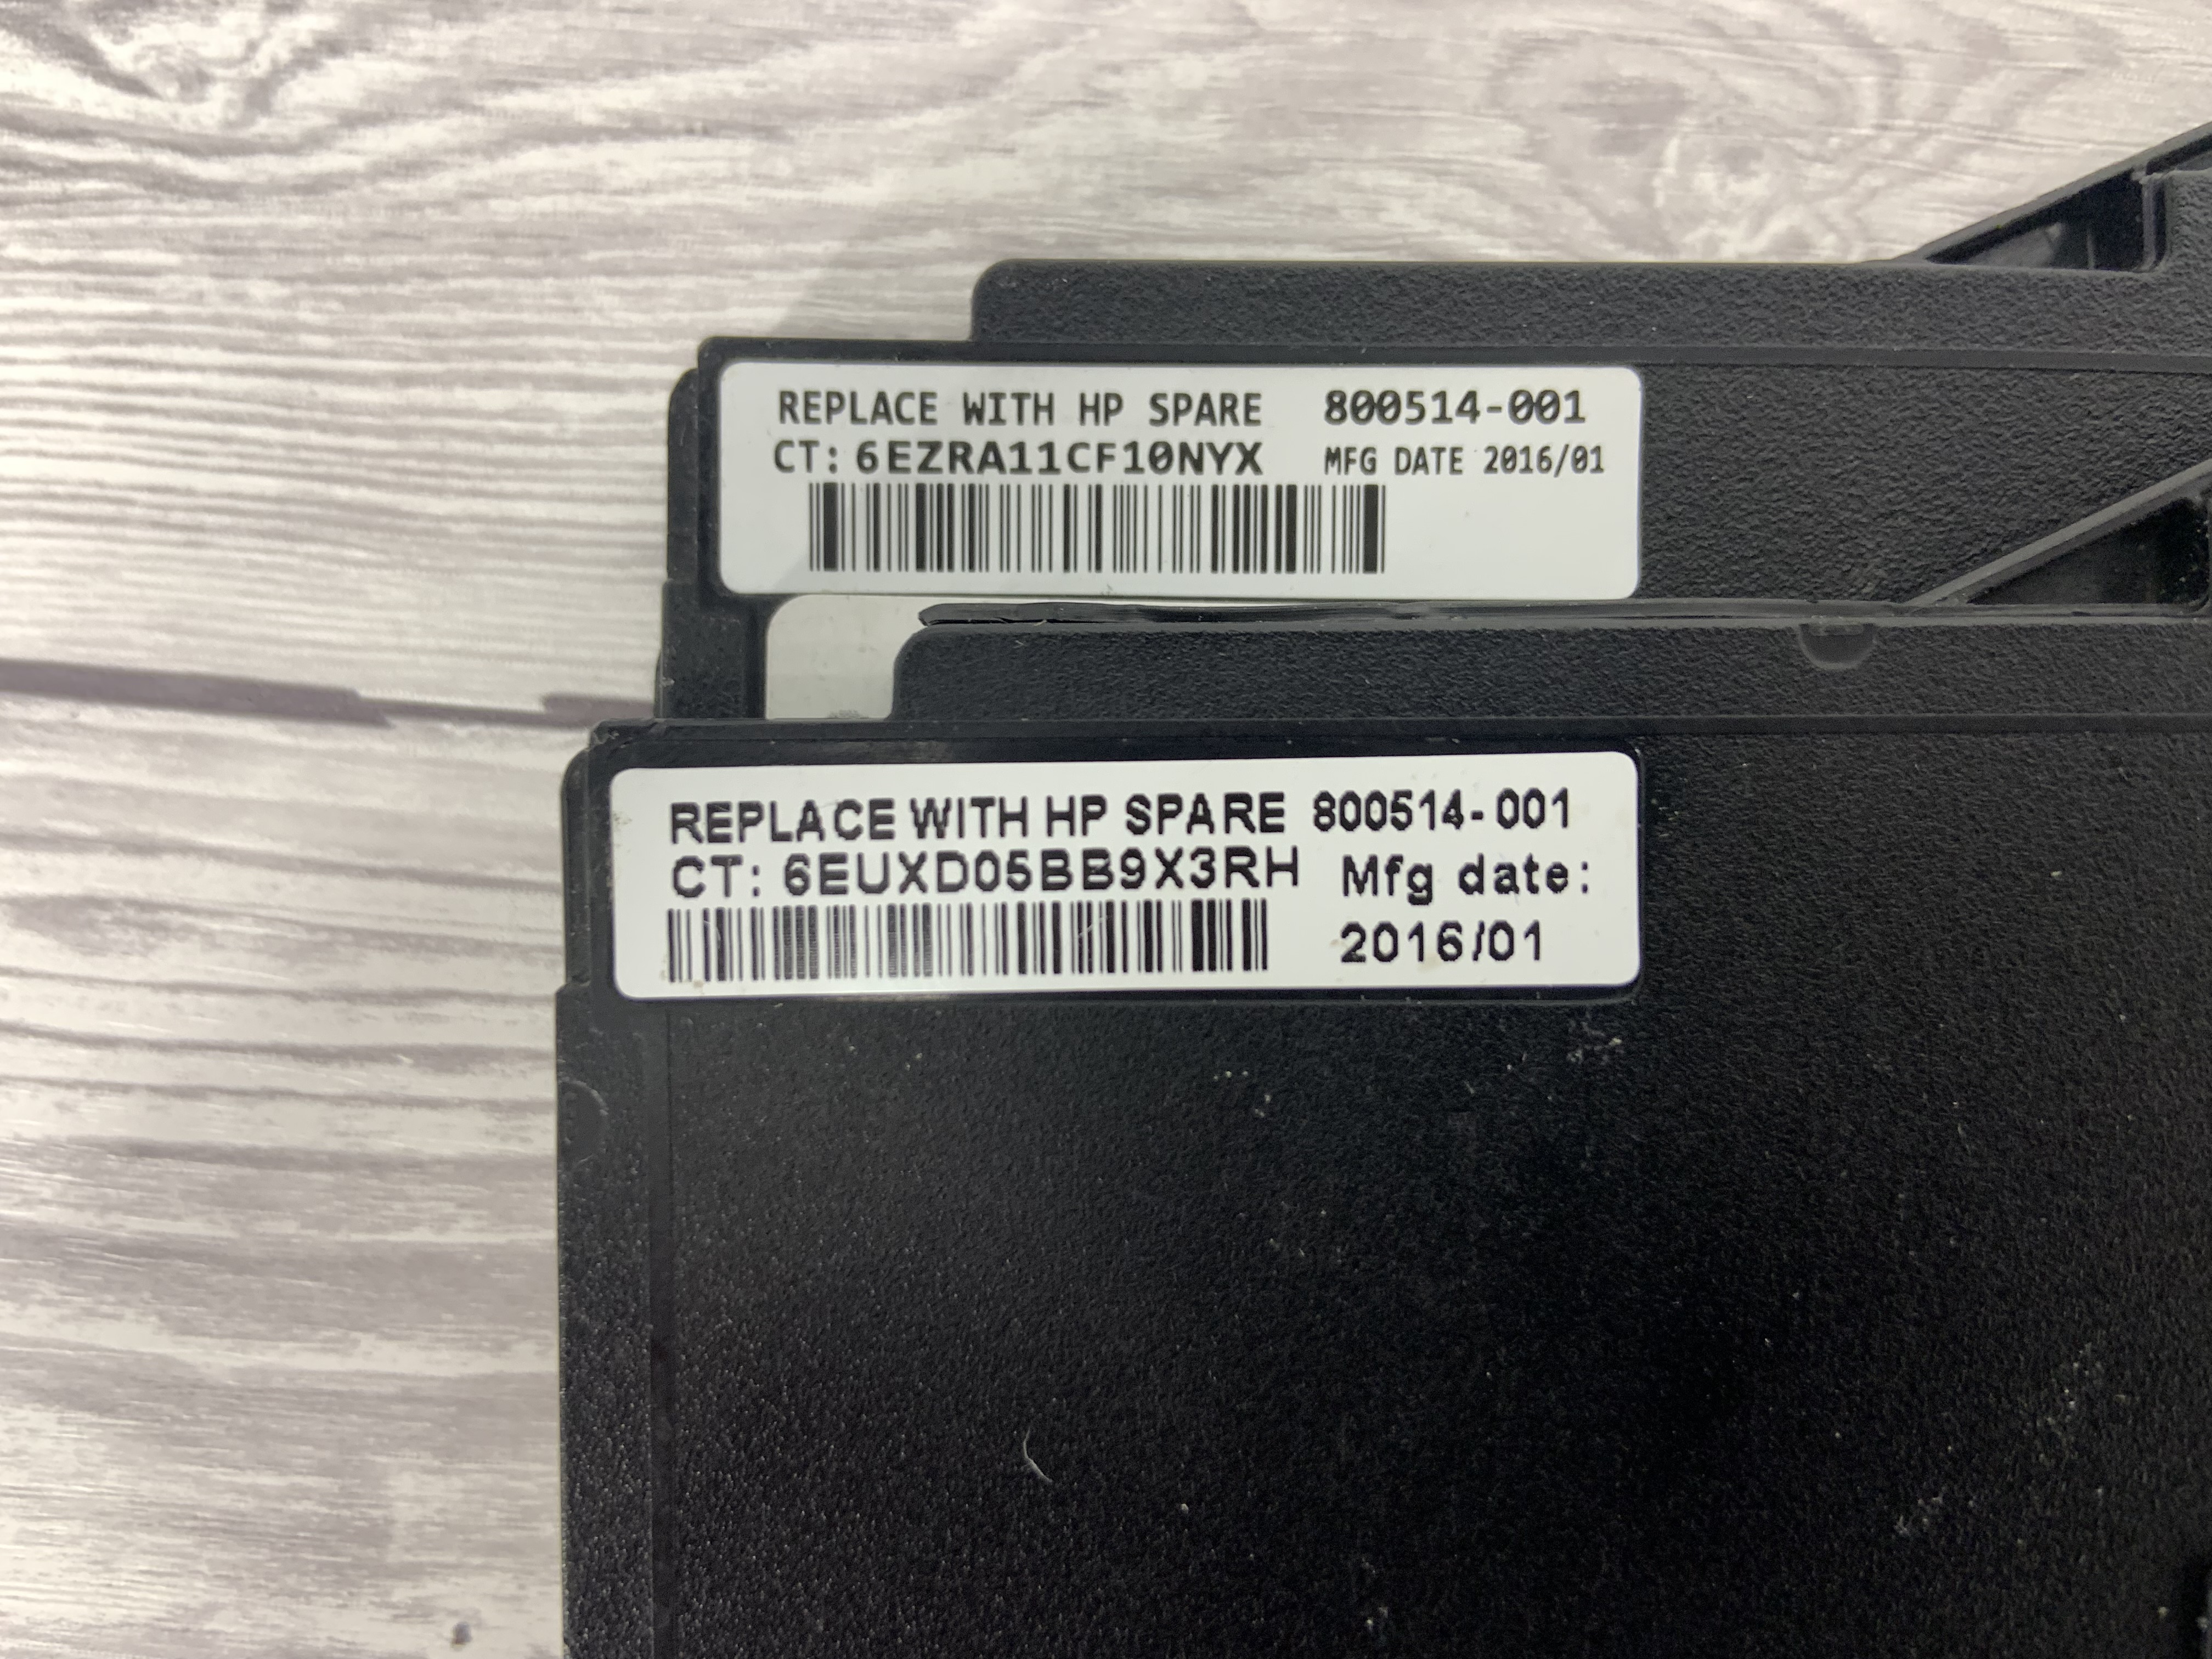 REPLACE WITH HP SPARE 800514-001
CT: 6EZRA11CF10NYX MFG DATE 2016/01
REPLACE WITH HP SPARE 800514-001
CT: 6EUXD05BB9X3RH Mfg date:
2016/01